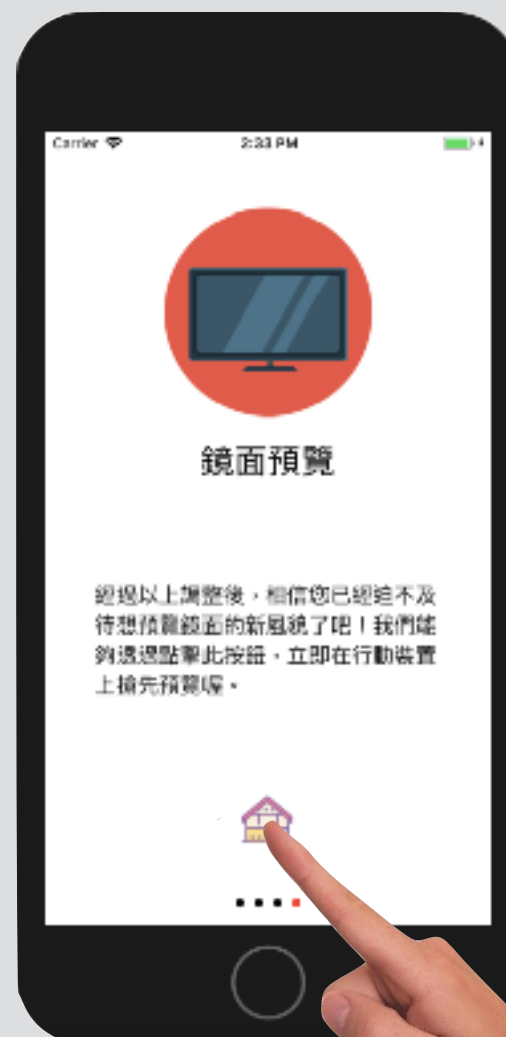 Carrier
2:33 PM
鏡面預覽
經過以上調整後，相信您已經迫不及
待想預覽鏡面的新風貌了吧！我們能
夠透過點擊此按鈕，立即在行動裝置
上搶先預覽喔。